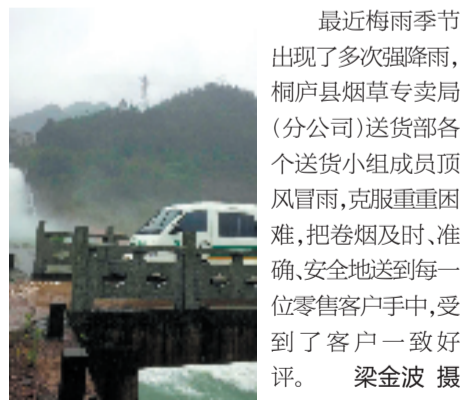 最近梅雨季节
出现了多次强降雨,
桐庐县烟草专卖局
(分公司)送货部各
个送货小组成员顶
风冒雨,克服重重困
难,把卷烟及时、准
确、安全地送到每一
位零售客户手中,受
到了客户一致好
评。 梁金波 摄